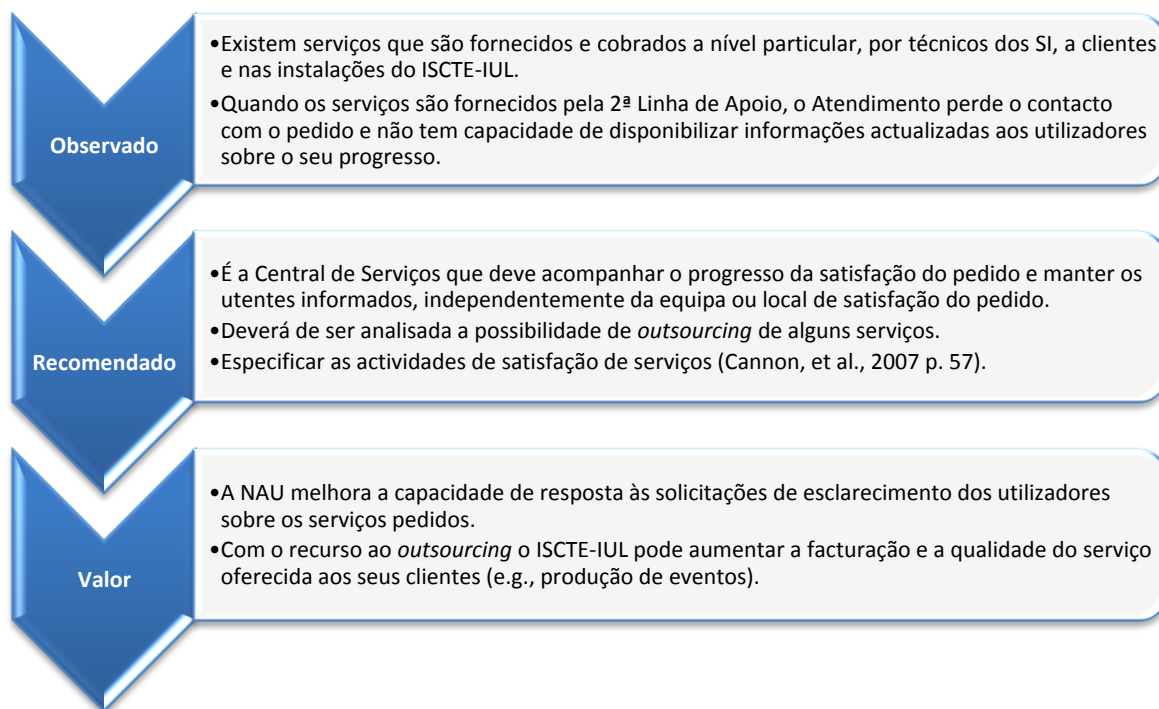 Observado
•Existem serviços que são fornecidos e cobrados a nível particular, por técnicos dos SI, a clientes
e nas instalações do ISCTE-IUL.
•Quando os serviços são fornecidos pela 2ª Linha de Apoio, o Atendimento perde o contacto
com o pedido e não tem capacidade de disponibilizar informações actualizadas aos utilizadores
sobre o seu progresso.
Recomendado
•É a Central de Serviços que deve acompanhar o progresso da satisfação do pedido e manter os
utentes informados, independentemente da equipa ou local de satisfação do pedido.
•Deverá de ser analisada a possibilidade de outsourcing de alguns serviços.
•Especificar as actividades de satisfação de serviços (Cannon, et al., 2007 p. 57).
Valor
•A NAU melhora a capacidade de resposta às solicitações de esclarecimento dos utilizadores
sobre os serviços pedidos.
•Com o recurso ao outsourcing o ISCTE-IUL pode aumentar a facturação e a qualidade do serviço
oferecida aos seus clientes (e.g., produção de eventos).